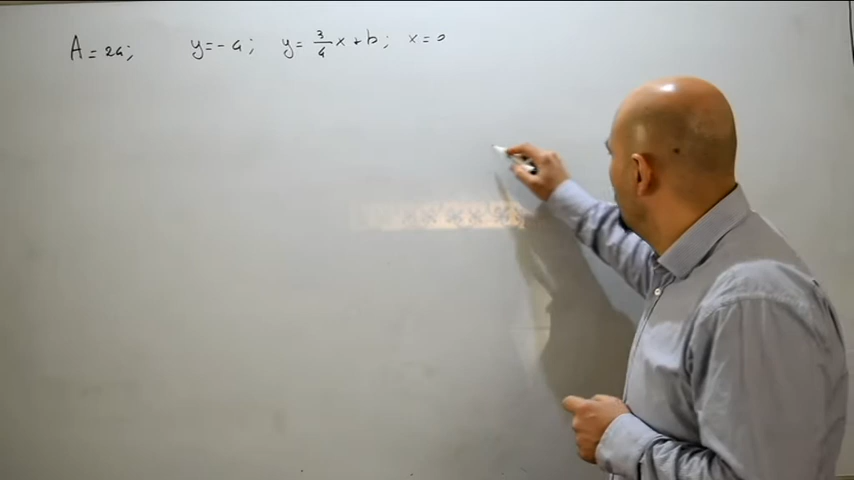 A = 24; y = -4; y = 3/4 x + b; x = 0